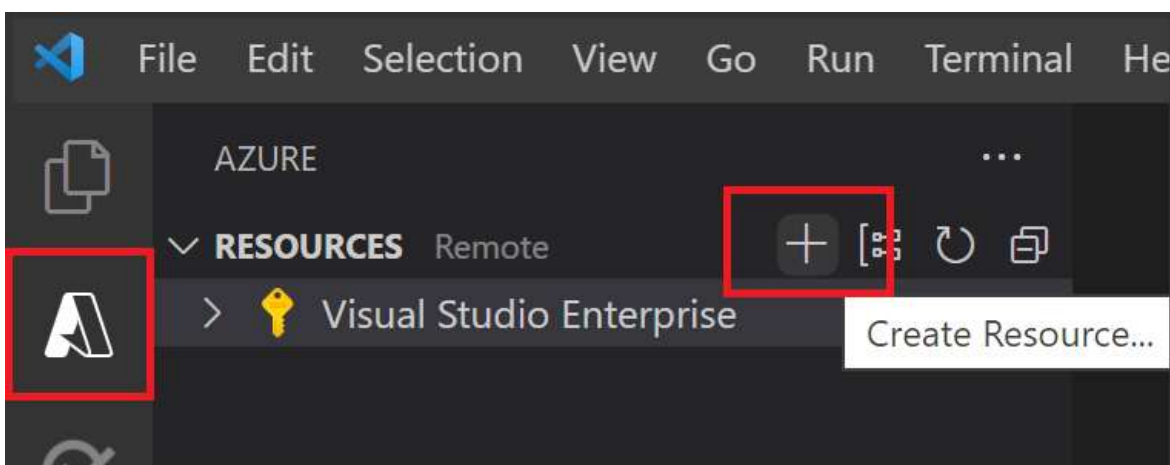 File Edit Selection View Go Run Terminal He
AZURE
RESOURCES Remote
Visual Studio Enterprise
Create Resource...